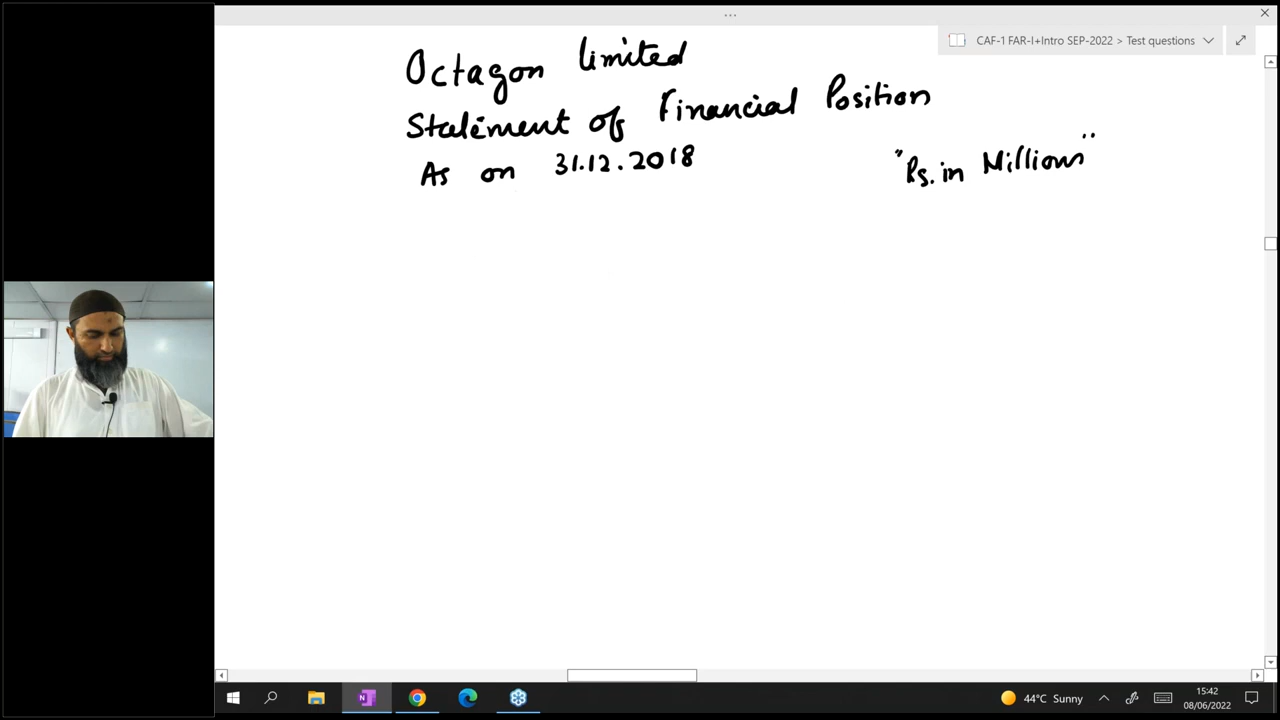 CAF-1 FAR-I+Intro SEP-2022 > Test questions
Octagon limited
Statement of Financial Position
As on 31.12.2018
"Rs. in Millions"
44°C Sunny
15:42
08/06/2022